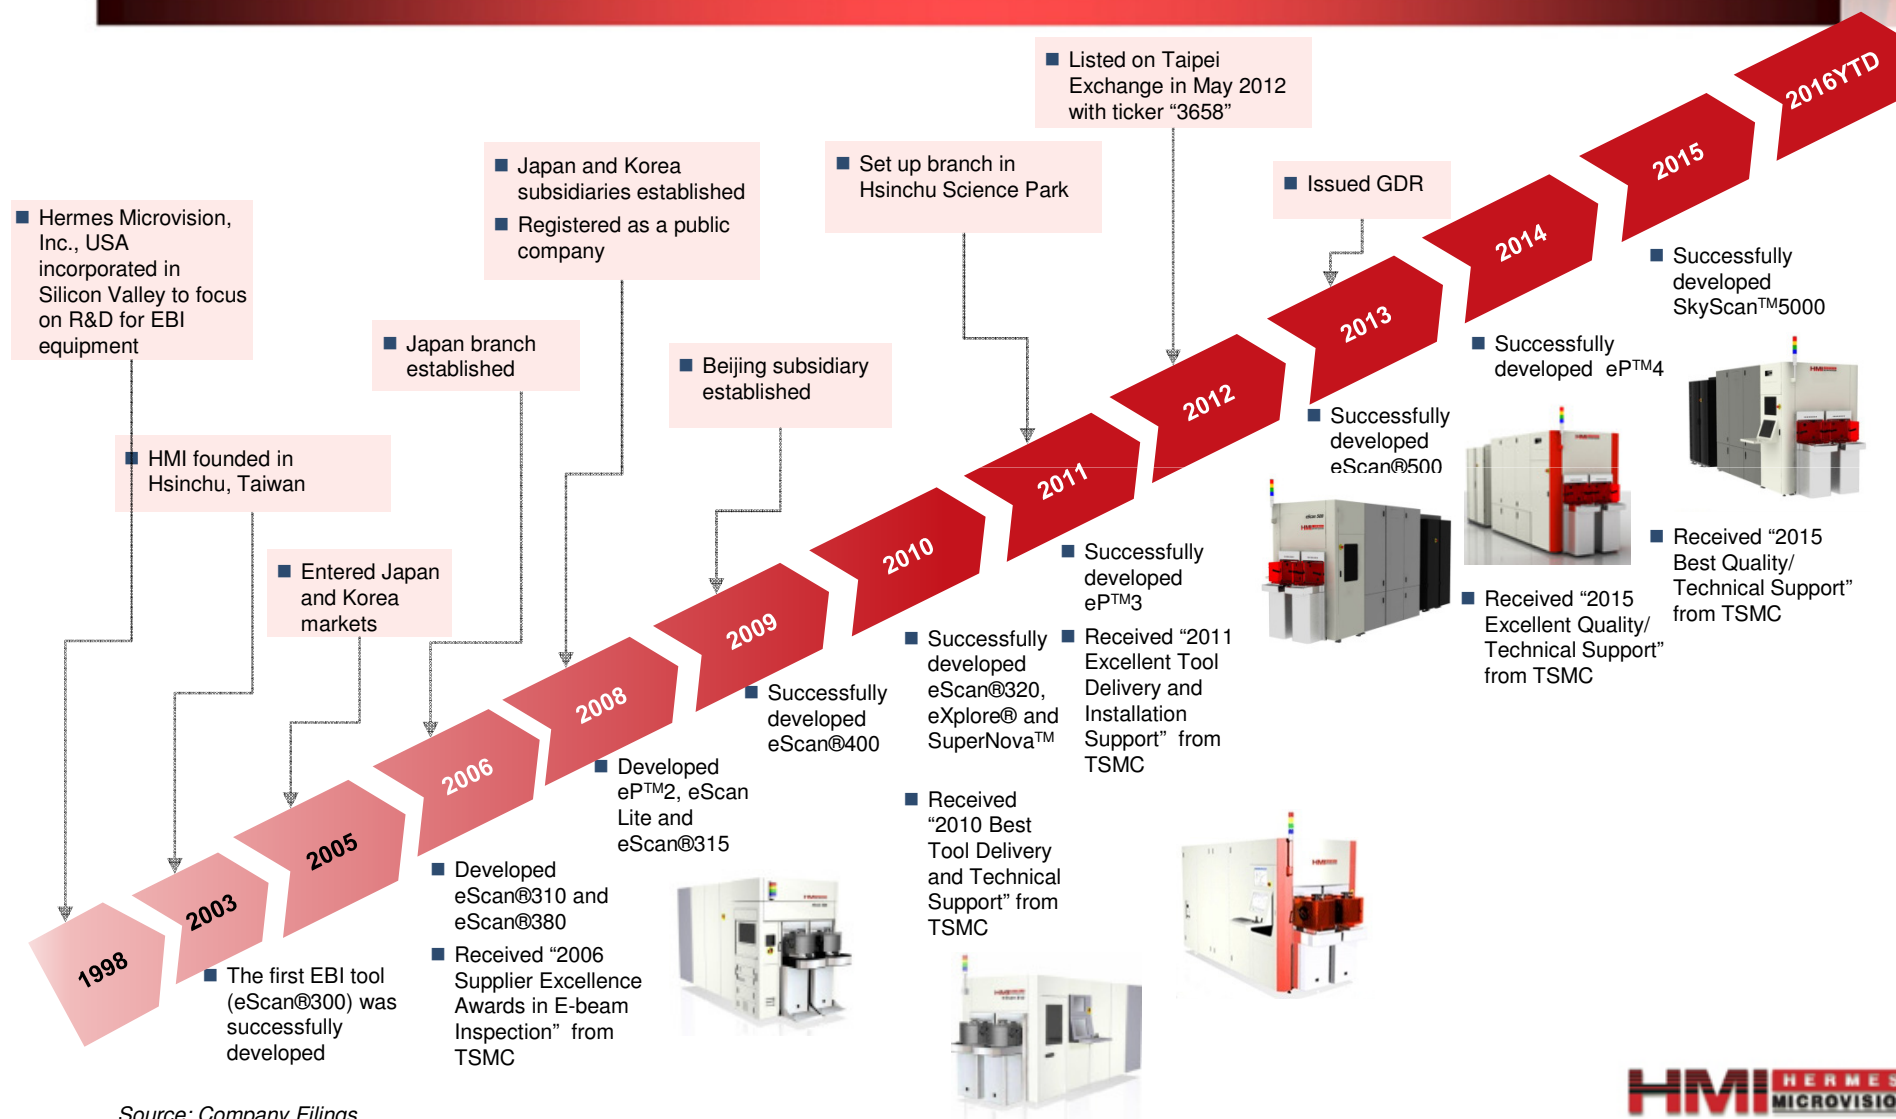 Hermes Microvision,
Inc., USA
incorporated in
Silicon Valley to focus
on R&D for EBI
equipment
HMI founded in
Hsinchu, Taiwan
Entered Japan
and Korea
markets
Japan branch
established
Japan and Korea
subsidiaries established
Registered as a public
company
Beijing subsidiary
established
Set up branch in
Hsinchu Science Park
Listed on Taipei
Exchange in May 2012
with ticker “3658”
Issued GDR
1998
2003
2005
2006
2008
2009
2010
2011
2012
2013
2014
2015
2016YTD
The first EBI tool
(eScan®300) was
successfully
developed
Developed
eScan®310 and
eScan®380
Received “2006
Supplier Excellence
Awards in E-beam
Inspection” from
TSMC
Developed
eP™2, eScan
Lite and
eScan®315
Successfully
developed
eScan®400
Successfully
developed
eScan®320,
eXplore® and
SuperNova™
Received
“2010 Best
Tool Delivery
and Technical
Support” from
TSMC
Successfully
developed
eP™3
Received “2011
Excellent Tool
Delivery and
Installation
Support” from
TSMC
Successfully
developed
eScan®500
Successfully
developed eP™4
Received “2015
Excellent Quality/
Technical Support”
from TSMC
Successfully
developed
SkyScan™5000
Received “2015
Best Quality/
Technical Support”
from TSMC
Source: Company Filings
HMI
HERMES
MICROVISIO